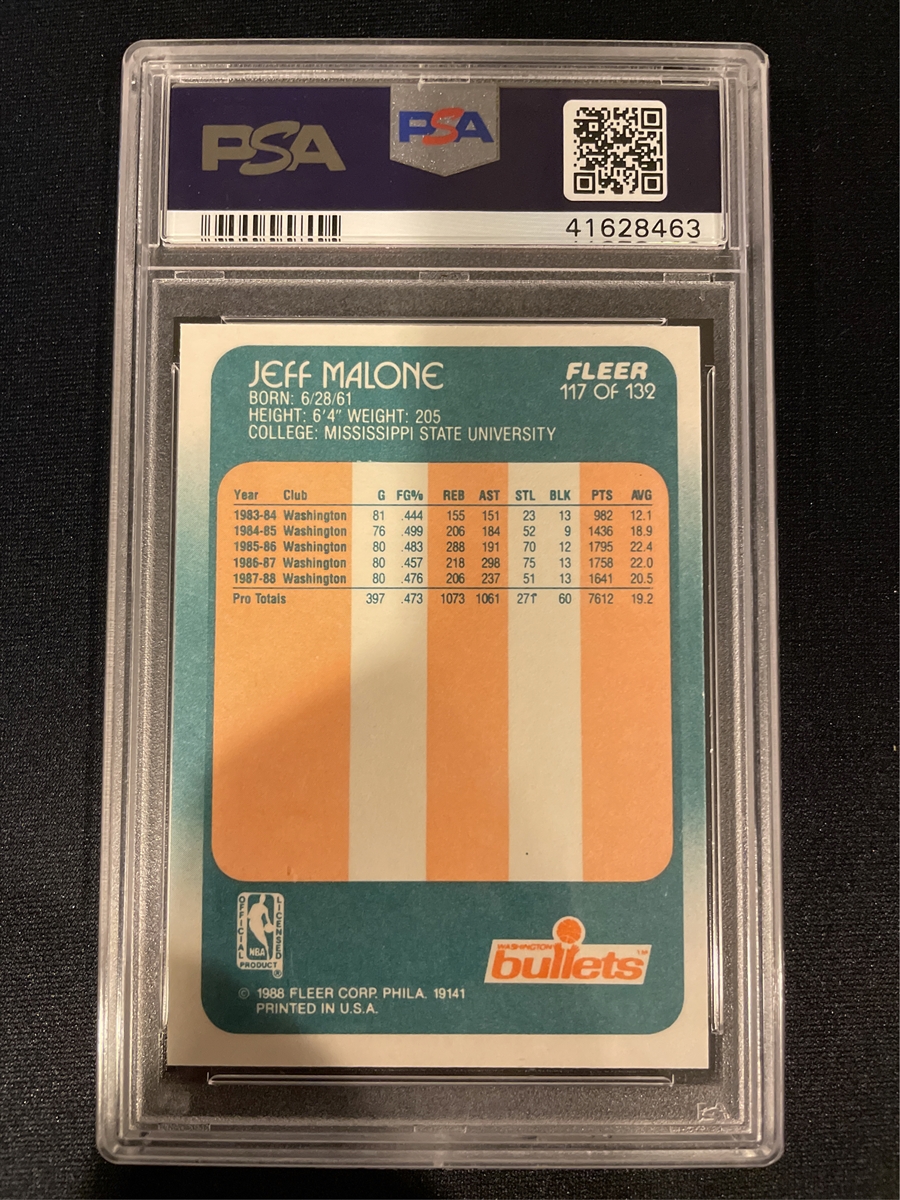 PSA PSA
41628463
JEFF MALONE FLEER
BORN: 6/28/61 117 OF 132
HEIGHT: 6'4" WEIGHT: 205
COLLEGE: MISSISSIPPI STATE UNIVERSITY
Year Club G FG% REB AST STL BLK PTS AVG
1983-84 Washington 81 .444 155 151 23 13 982 12.1
1984-85 Washington 76 .499 206 184 52 9 1436 18.9
1985-86 Washington 80 .483 288 191 70 12 1795 22.4
1986-87 Washington 80 .457 218 298 75 13 1758 22.0
1987-88 Washington 80 .476 206 237 51 13 1641 20.5
Pro Totals 397 .473 1073 1061 271 60 7612 19.2
OFFICIAL LICENSED
NBA
PRODUCT ®
WASHINGTON
bullets TM
© 1988 FLEER CORP. PHILA. 19141
PRINTED IN U.S.A.